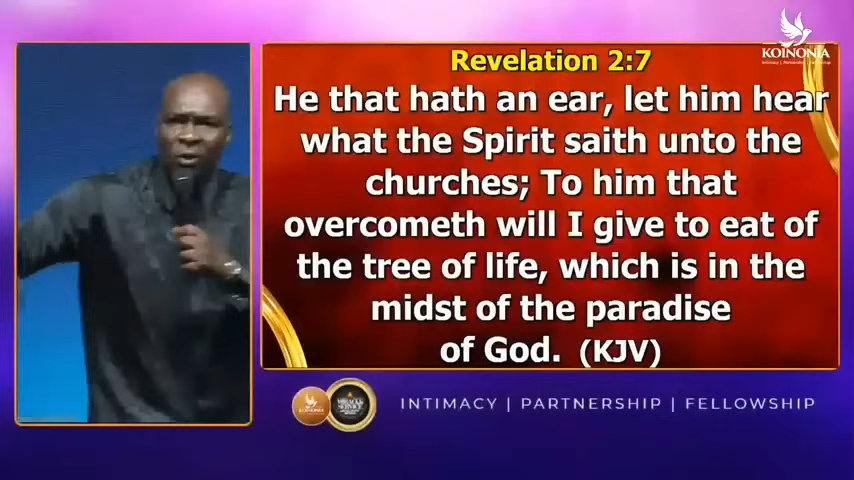 KOINONIA
Revelation 2:7
He that hath an ear, let him hear
what the Spirit saith unto the
churches; To him that
overcometh will I give to eat of
the tree of life, which is in the
midst of the paradise
of God. (KJV)
MIRACLE
SERVICE
INTIMACY | PARTNERSHIP | FELLOWSHIP